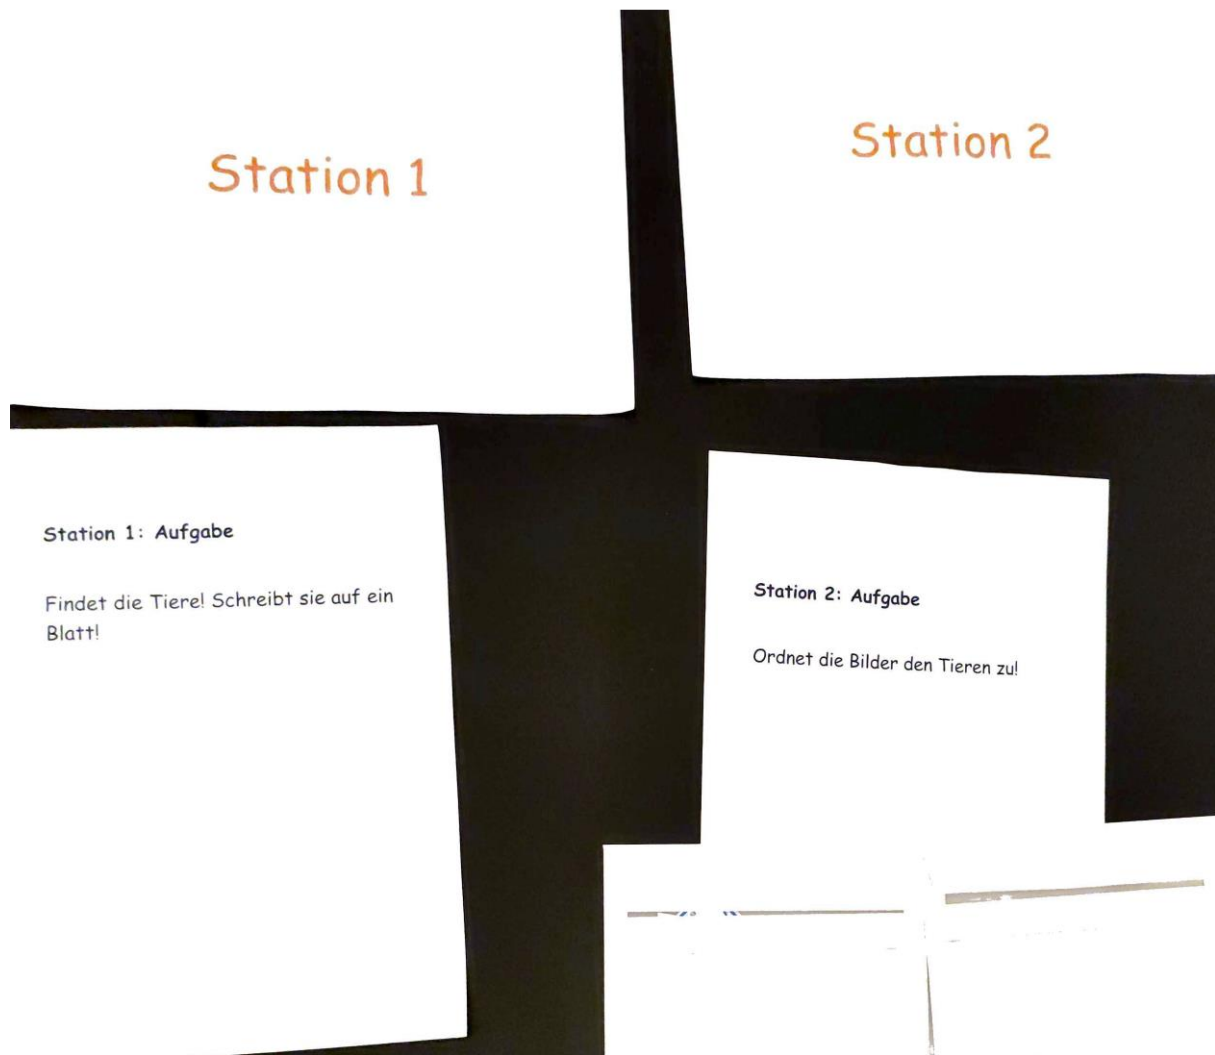 Station 1
Station 2
Station 1: Aufgabe
Findet die Tiere! Schreibt sie auf ein
Blatt!
Station 2: Aufgabe
Ordnet die Bilder den Tieren zu!